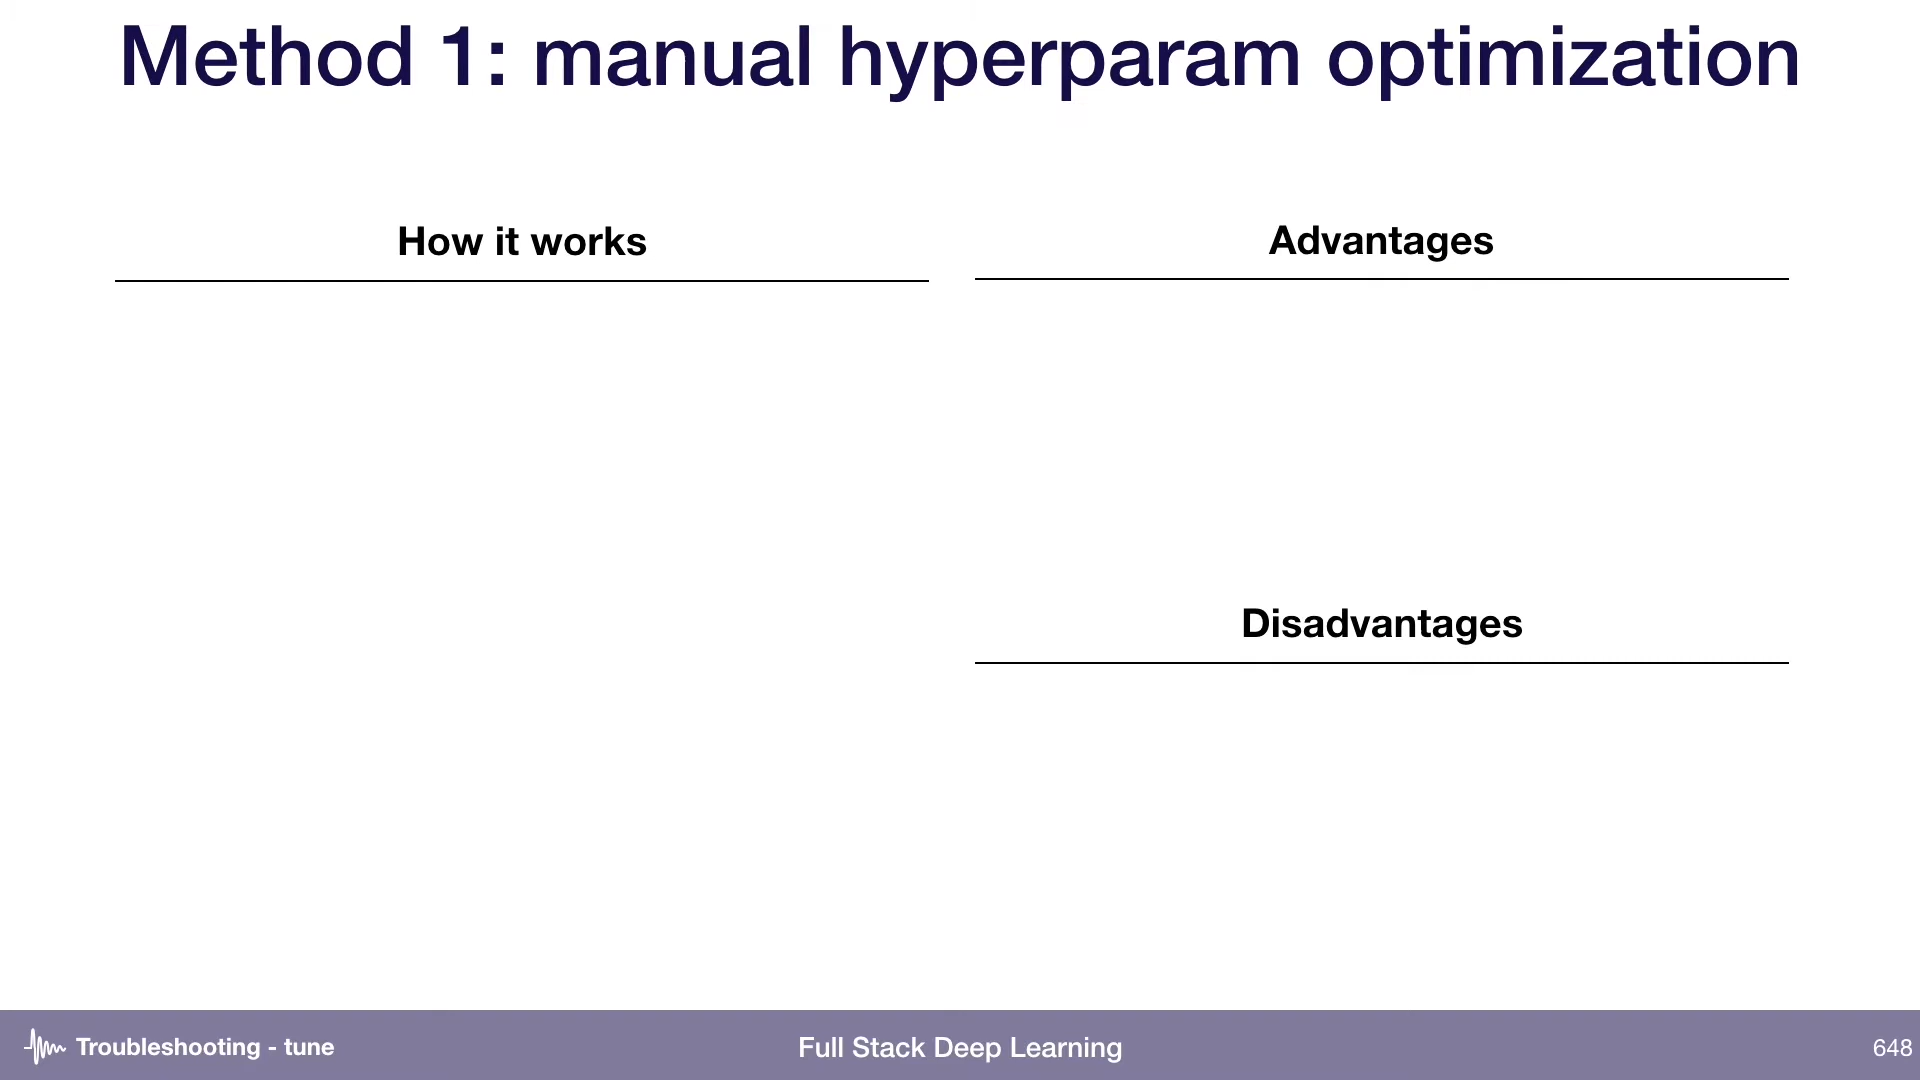 Method 1: manual hyperparam optimization
How it works
Advantages
Disadvantages
Troubleshooting - tune
Full Stack Deep Learning
648